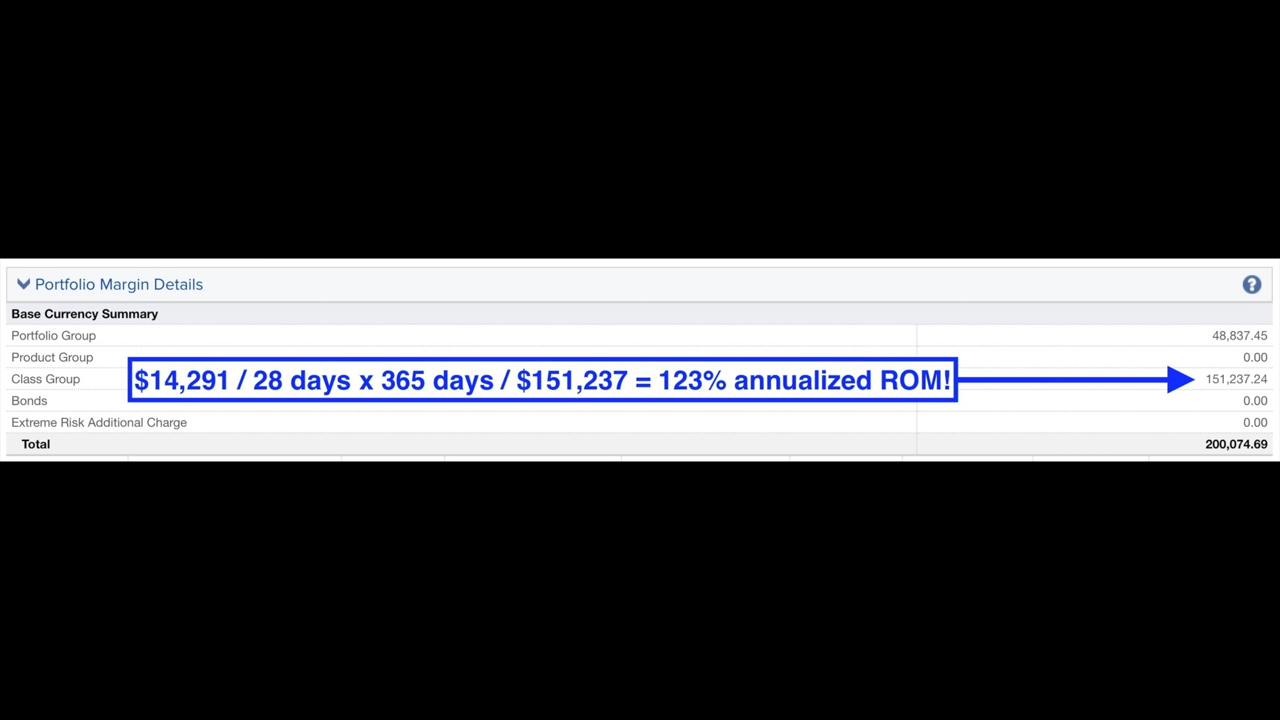 Portfolio Margin Details ?
Base Currency Summary
Portfolio Group 48,837.45
Product Group 0.00
Class Group $14,291 / 28 days x 365 days / $151,237 = 123% annualized ROM! 151,237.24
Bonds 0.00
Extreme Risk Additional Charge 0.00
Total 200,074.69